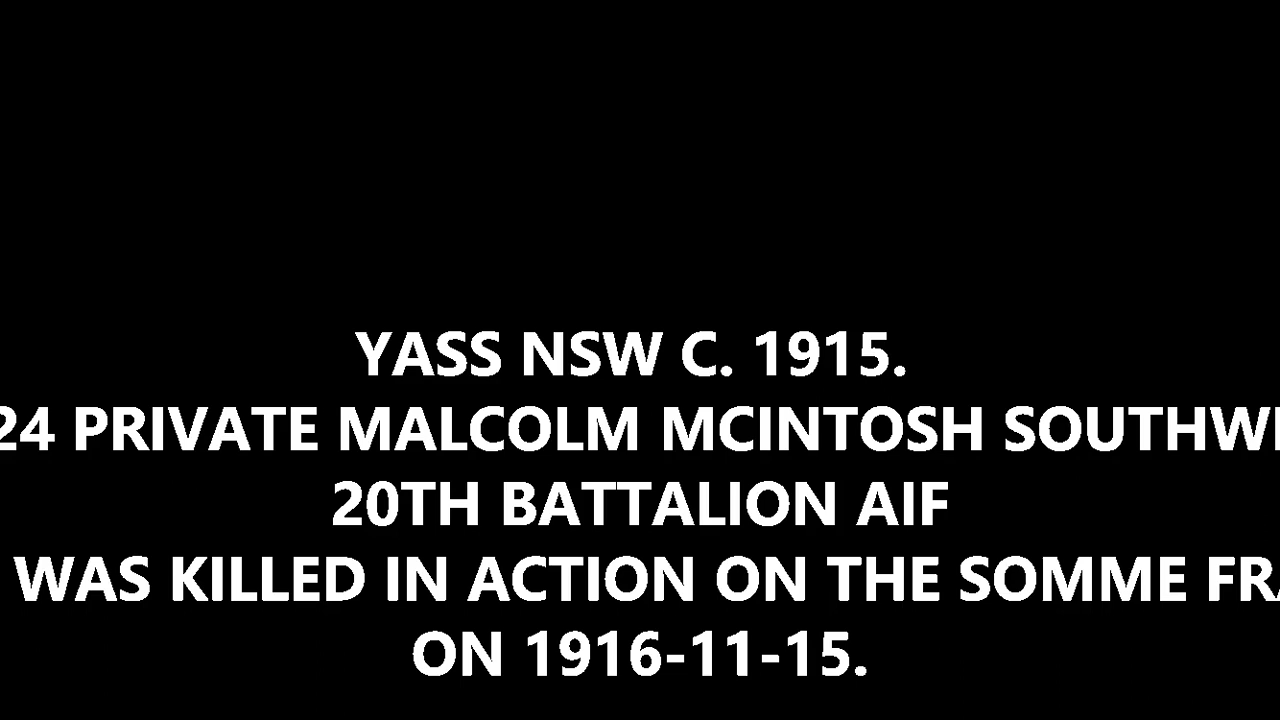 YASS NSW C. 1915.
24 PRIVATE MALCOLM MCINTOSH
20TH BATTALION AIF
WAS KILLED IN ACTION ON THE SOMME
ON 1916-11-15.